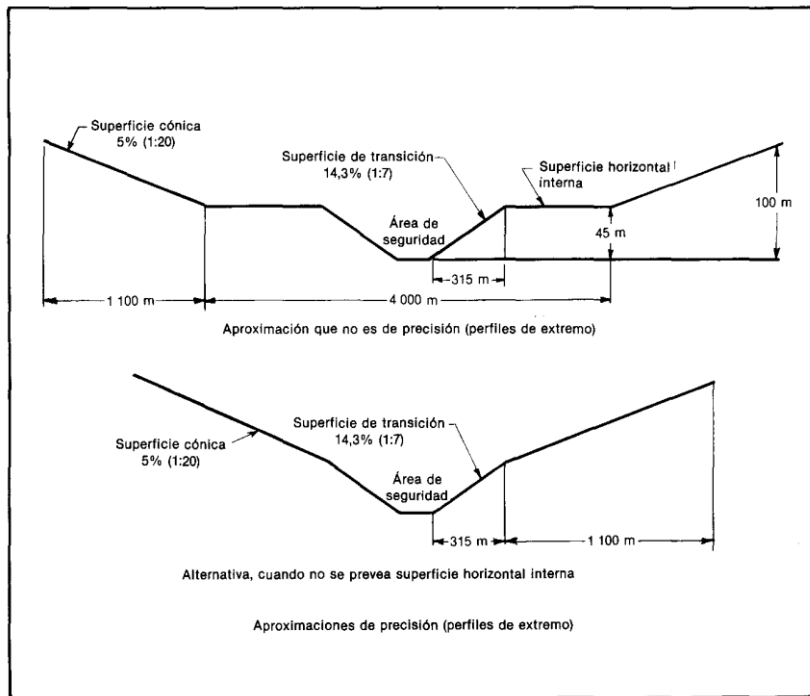 Superficie cónica
5% (1:20)
Superficie de transición
14,3% (1:7)
Superficie horizontal
interna
Área de
seguridad
100 m
45 m
315 m
1 100 m
4 000 m
Aproximación que no es de precisión (perfiles de extremo)
Superficie de transición
14,3% (1:7)
Superficie cónica
5% (1:20)
Área de
seguridad
315 m
1 100 m
Alternativa, cuando no se prevea superficie horizontal interna
Aproximaciones de precisión (perfiles de extremo)